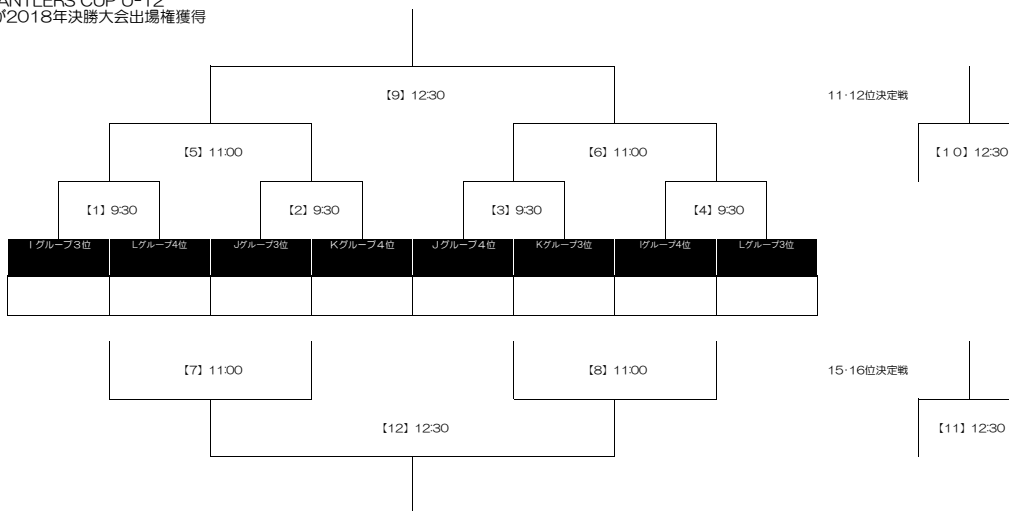 ANTLERS CUP U-12
が2018年決勝大会出場権獲得
【9】 12:30
11・12位決定戦
【5】 11:00
【6】 11:00
【10】 12:30
【1】 9:30
【2】 9:30
【3】 9:30
【4】 9:30
Iグループ3位
Lグループ4位
Jグループ3位
Kグループ4位
Jグループ4位
Kグループ3位
Iグループ4位
Lグループ3位
【7】 11:00
【8】 11:00
15・16位決定戦
【12】 12:30
【11】 12:30